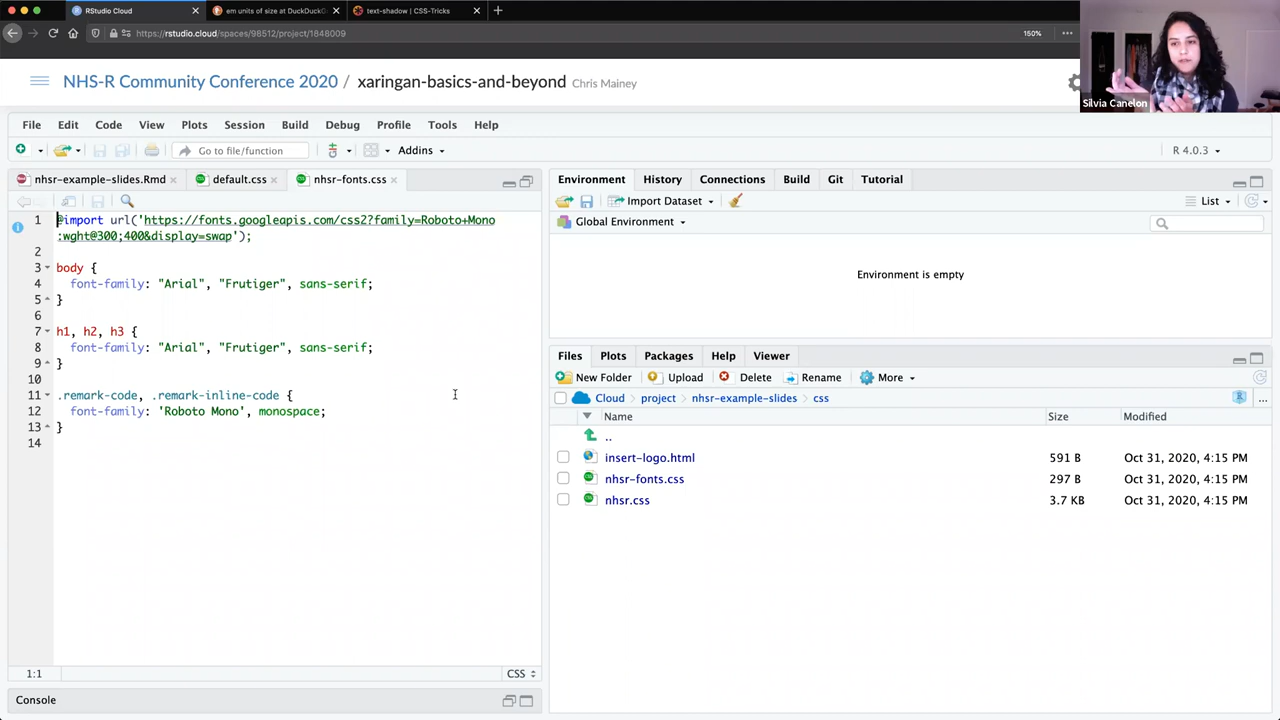 RStudio Cloud
em units of size at DuckDuckG
text-shadow | CSS-Tricks
https://rstudio.cloud/spaces/98512/project/1848009
150%
NHS-R Community Conference 2020 / xaringan-basics-and-beyond Chris Mainey
Silvia Canelon
File Edit Code View Plots Session Build Debug Profile Tools Help
Go to file/function
Addins
R 4.0.3
nhsr-example-slides.Rmd
default.css
nhsr-fonts.css
1 @import url('https://fonts.googleapis.com/css2?family=Roboto+Mono
:wght@300;400&display=swap');
2
3 body {
4 font-family: "Arial", "Frutiger", sans-serif;
5 }
6
7 h1, h2, h3 {
8 font-family: "Arial", "Frutiger", sans-serif;
9 }
10
11 .remark-code, .remark-inline-code {
12 font-family: 'Roboto Mono', monospace;
13 }
14
1:1
CSS
Console
Environment History Connections Build Git Tutorial
Import Dataset
List
Global Environment
Environment is empty
Files Plots Packages Help Viewer
New Folder Upload Delete Rename More
Cloud project nhsr-example-slides css
...
Name Size Modified
..
insert-logo.html 591 B Oct 31, 2020, 4:15 PM
nhsr-fonts.css 297 B Oct 31, 2020, 4:15 PM
nhsr.css 3.7 KB Oct 31, 2020, 4:15 PM